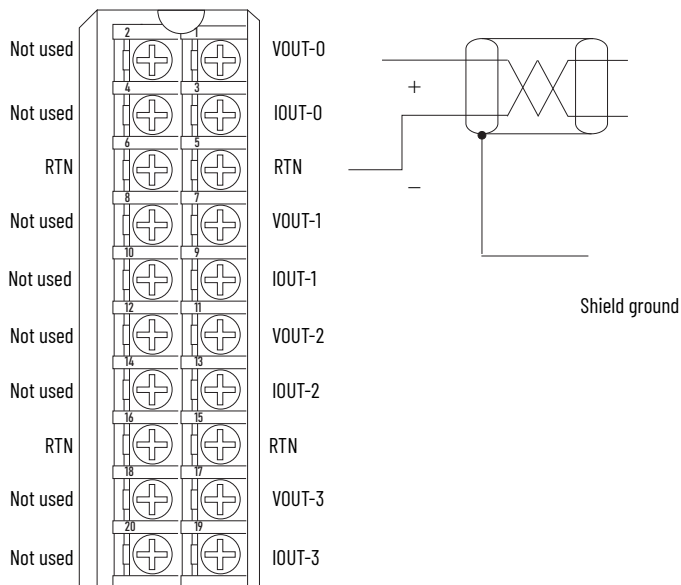 Not used 2 1 VOUT-0
Not used 4 3 IOUT-0
RTN 6 5 RTN
Not used 8 7 VOUT-1
Not used 10 9 IOUT-1
Not used 12 11 VOUT-2
Not used 14 13 IOUT-2
RTN 16 15 RTN
Not used 18 17 VOUT-3
Not used 20 19 IOUT-3
+
–
Shield ground